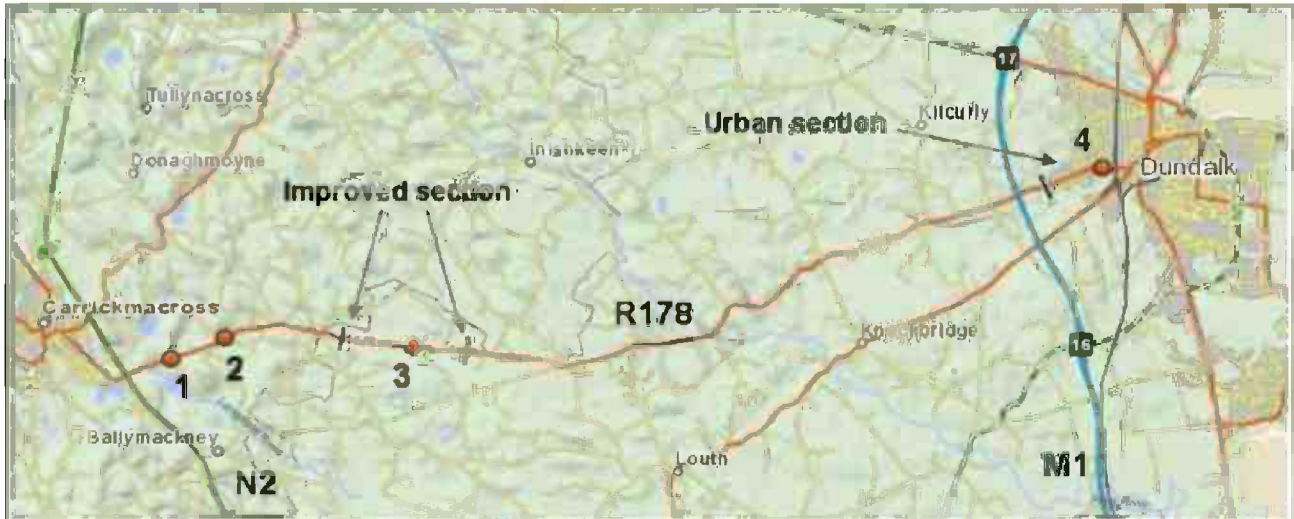 17
Tullynacross
Kilcurly
Urban section
4
Inishkeen
Donaghmoyne
Dundalk
Improved section
Carrickmacross
R178
Knockbridge
16
1
2
3
Ballymackney
Louth
M1
N2